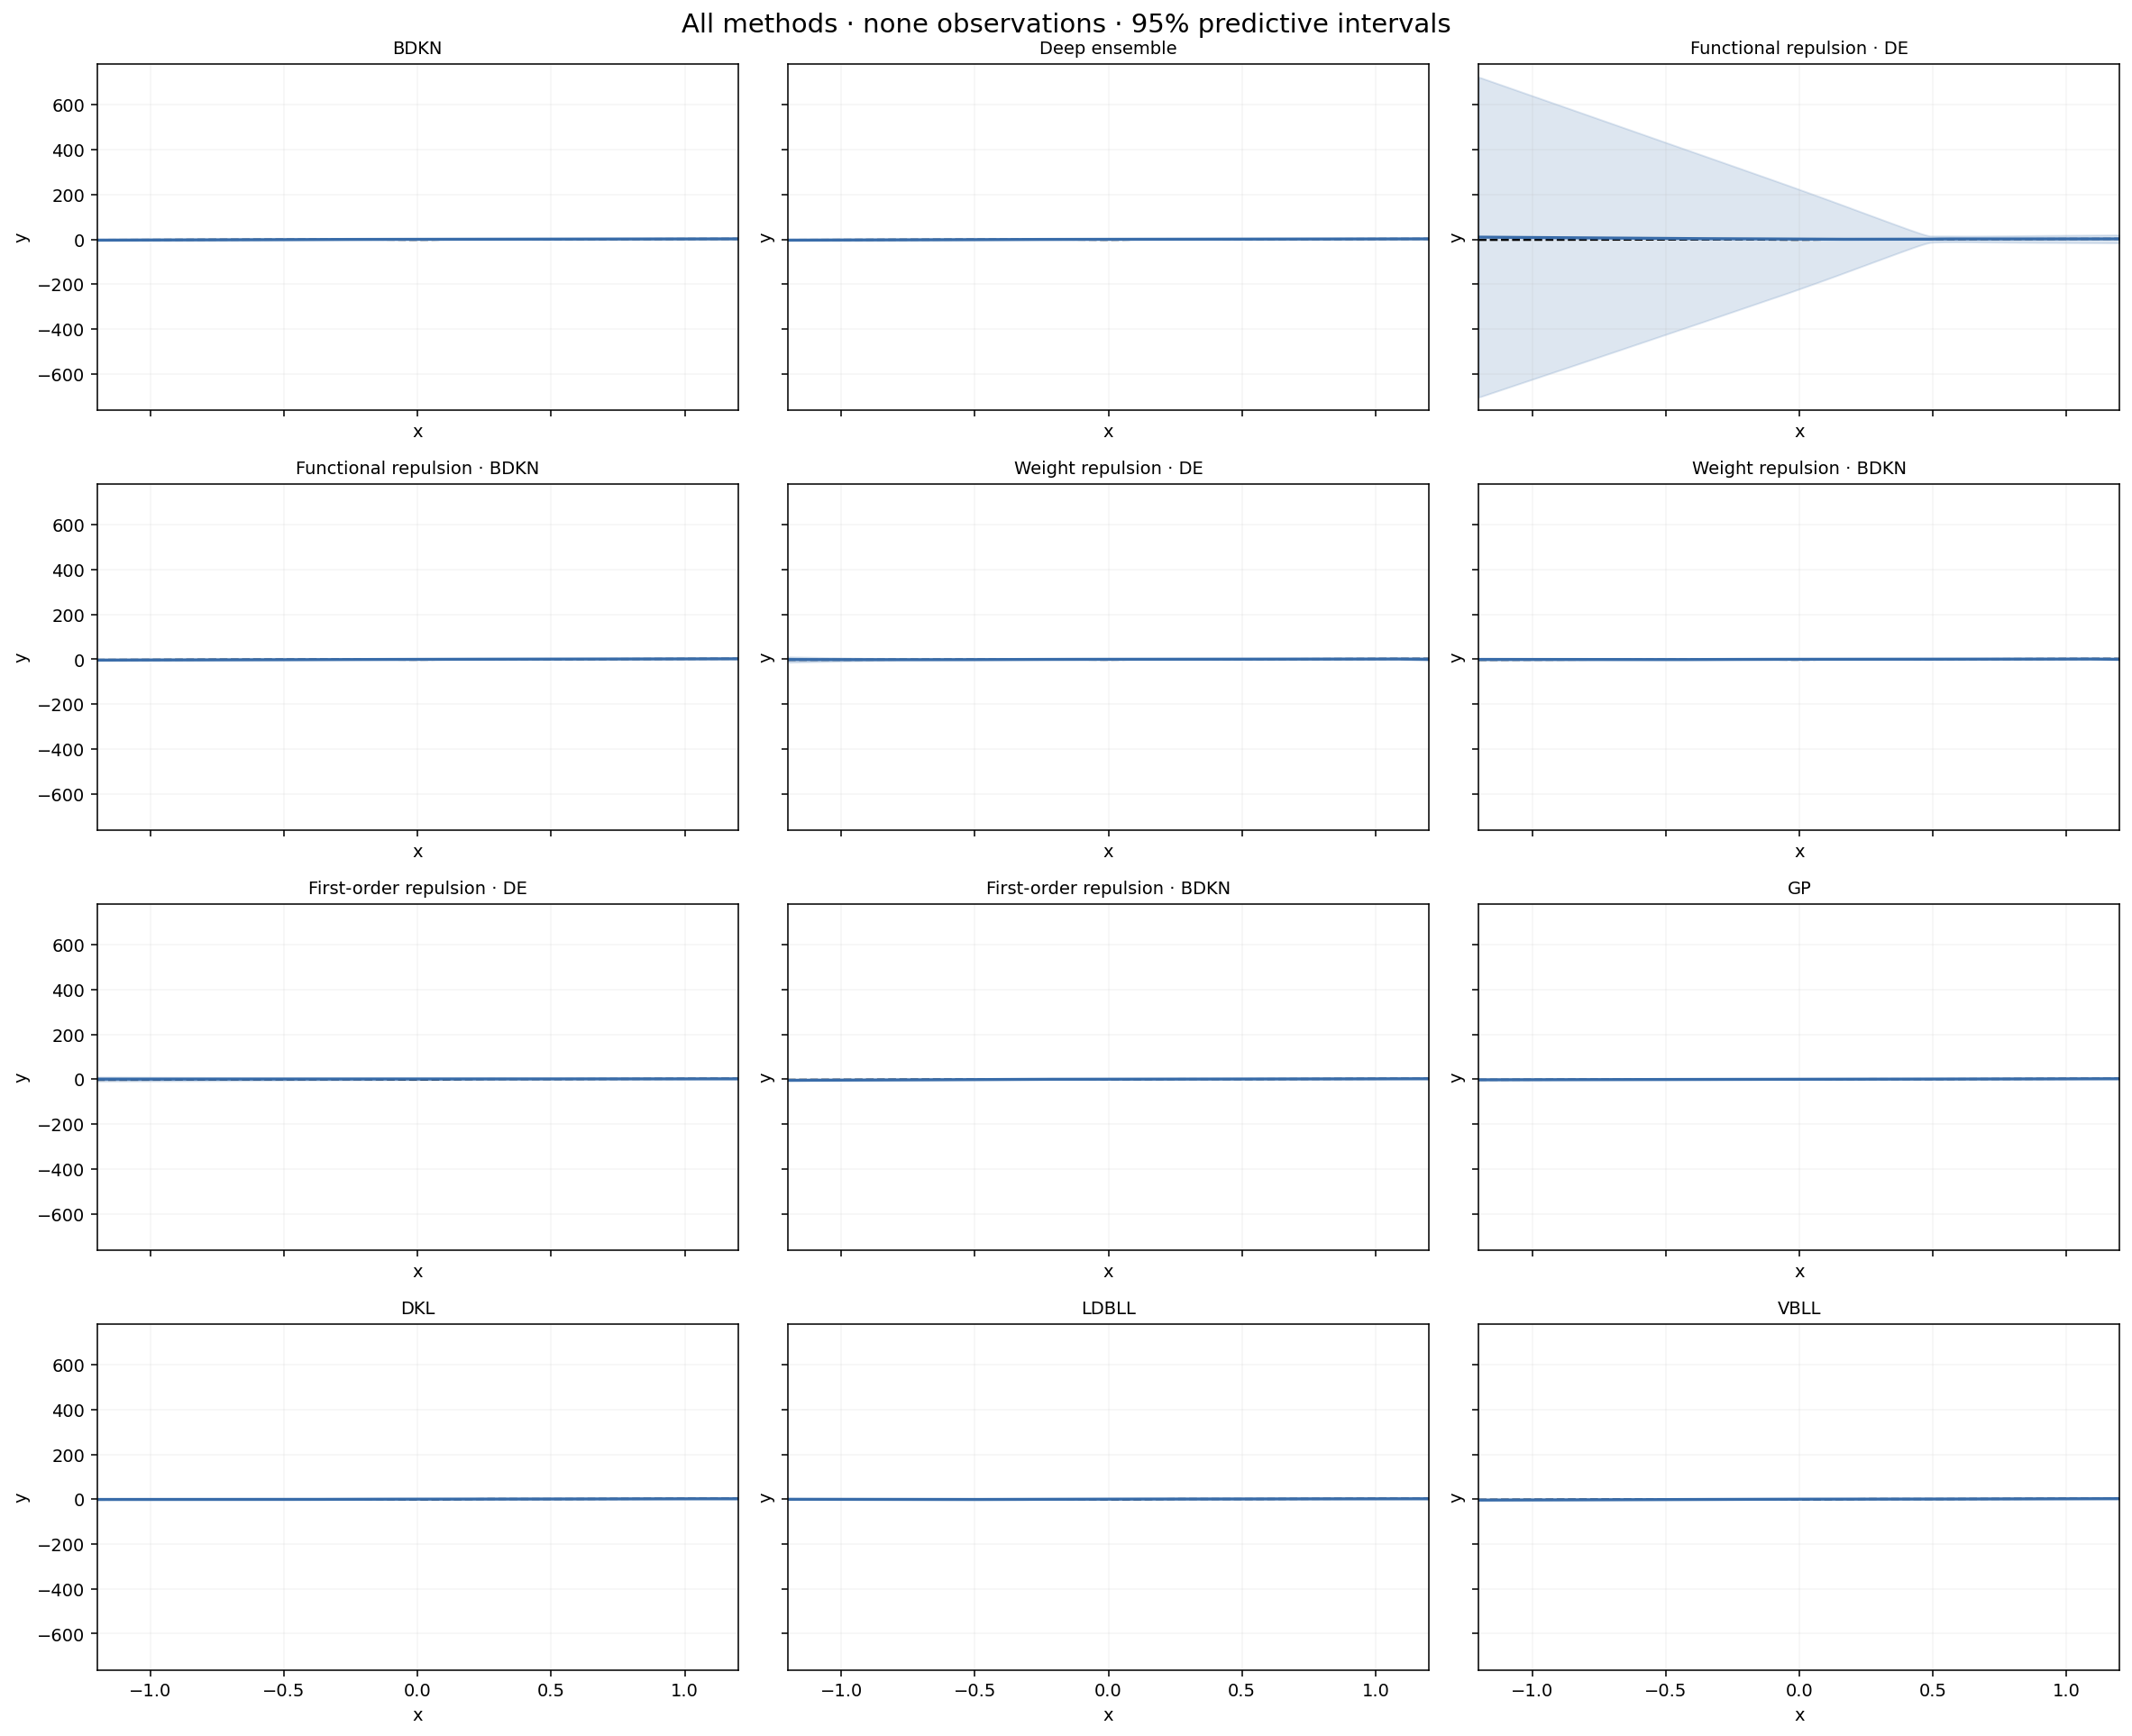 All methods · none observations · 95% predictive intervals
BDKN
Deep ensemble
Functional repulsion · DE
600
400
200
0
−200
−400
−600
y
y
y
−1.0
x
x
x
Functional repulsion · BDKN
Weight repulsion · DE
Weight repulsion · BDKN
600
400
200
0
−200
−400
−600
y
y
y
x
x
x
First-order repulsion · DE
First-order repulsion · BDKN
GP
600
400
200
0
−200
−400
−600
y
y
y
x
x
x
DKL
LDBLL
VBLL
600
400
200
0
−200
−400
−600
y
y
y
−1.0 −0.5 0.0 0.5 1.0
−1.0 −0.5 0.0 0.5 1.0
−1.0 −0.5 0.0 0.5 1.0
x
x
x